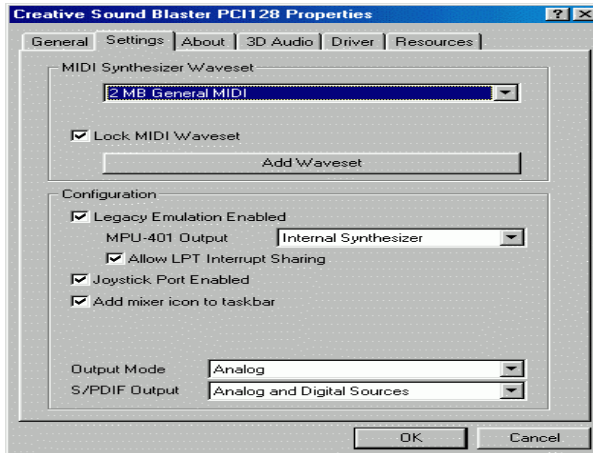 Creative Sound Blaster PCI128 Properties
General Settings About 3D Audio Driver Resources
MIDI Synthesizer Waveset
2 MB General MIDI
Lock MIDI Waveset
Add Waveset
Configuration
Legacy Emulation Enabled
MPU-401 Output Internal Synthesizer
Allow LPT Interrupt Sharing
Joystick Port Enabled
Add mixer icon to taskbar
Output Mode Analog
S/PDIF Output Analog and Digital Sources
OK Cancel